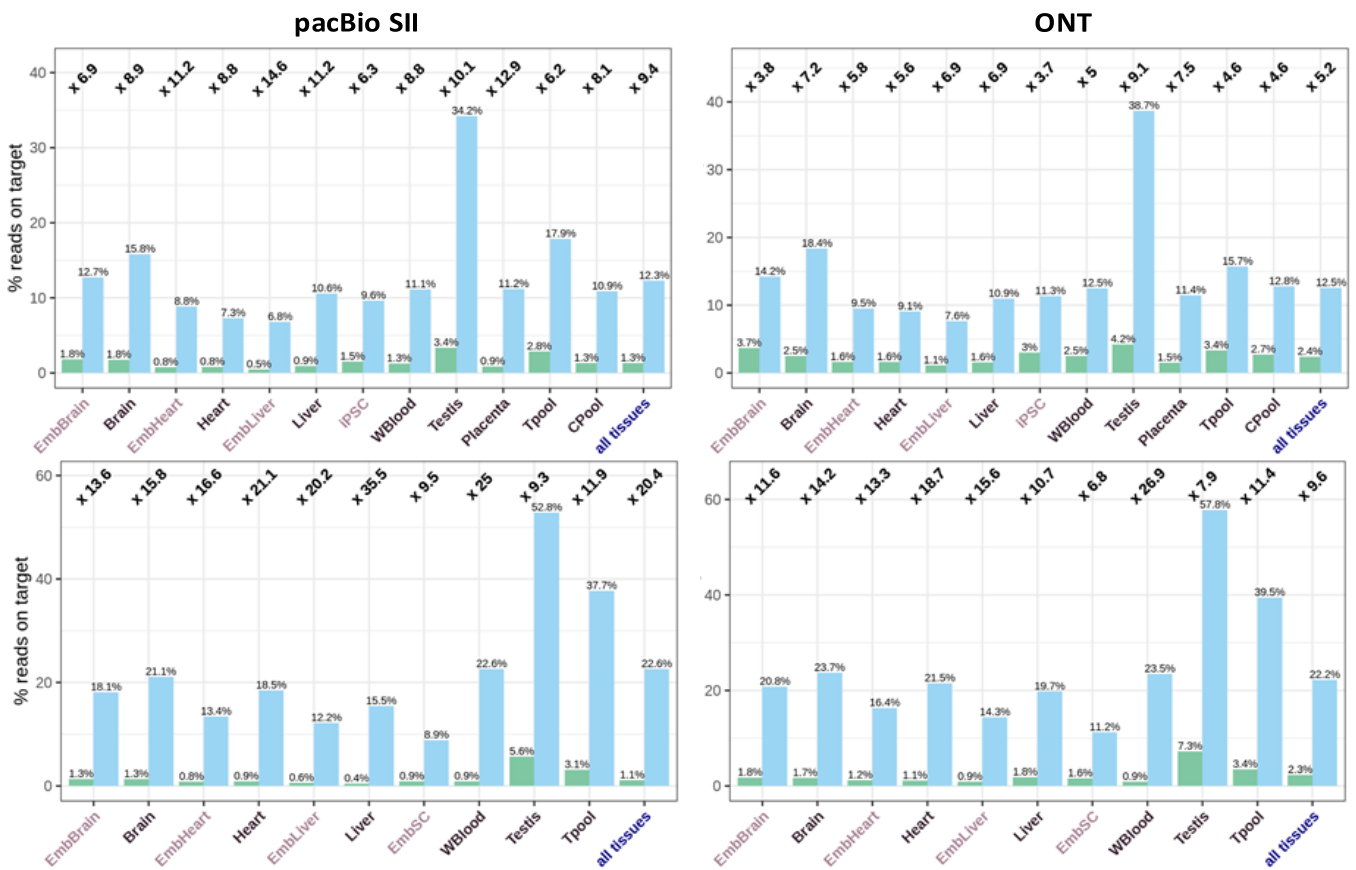 pacBio SII
ONT
% reads on target
40
30
20
10
0
x 6.9 x 8.9 x 11.2 x 8.8 x 14.6 x 11.2 x 6.3 x 8.8 x 10.1 x 12.9 x 6.2 x 8.1 x 9.4
1.8% 12.7% 1.8% 15.8% 0.8% 8.8% 0.8% 7.3% 0.5% 6.8% 0.9% 10.6% 1.5% 9.6% 1.3% 11.1% 3.4% 34.2% 0.9% 11.2% 2.8% 17.9% 1.3% 10.9% 1.3% 12.3%
EmbBrain Brain EmbHeart Heart EmbLiver Liver IPSC WBlood Testis Placenta Tpool CPool all tissues
40
30
20
10
0
x 3.8 x 7.2 x 5.8 x 5.6 x 6.9 x 6.9 x 3.7 x 5 x 9.1 x 7.5 x 4.6 x 4.6 x 5.2
3.7% 14.2% 2.5% 18.4% 1.6% 9.5% 1.6% 9.1% 1.1% 7.6% 1.6% 10.9% 3% 11.3% 2.5% 12.5% 4.2% 38.7% 1.5% 11.4% 3.4% 15.7% 2.7% 12.8% 2.4% 12.5%
EmbBrain Brain EmbHeart Heart EmbLiver Liver IPSC WBlood Testis Placenta Tpool CPool all tissues
% reads on target
60
40
20
0
x 13.6 x 15.8 x 16.6 x 21.1 x 20.2 x 35.5 x 9.5 x 25 x 9.3 x 11.9 x 20.4
1.3% 18.1% 1.3% 21.1% 0.8% 13.4% 0.9% 18.5% 0.6% 12.2% 0.4% 15.5% 0.9% 8.9% 0.9% 22.6% 5.6% 52.8% 3.1% 37.7% 1.1% 22.6%
EmbBrain Brain EmbHeart Heart EmbLiver Liver EmbSC WBlood Testis Tpool all tissues
60
40
20
0
x 11.6 x 14.2 x 13.3 x 18.7 x 15.6 x 10.7 x 6.8 x 26.9 x 7.9 x 11.4 x 9.6
1.8% 20.8% 1.7% 23.7% 1.2% 16.4% 1.1% 21.5% 0.9% 14.3% 1.8% 19.7% 1.6% 11.2% 0.9% 23.5% 7.3% 57.8% 3.4% 39.5% 2.3% 22.2%
EmbBrain Brain EmbHeart Heart EmbLiver Liver EmbSC WBlood Testis Tpool all tissues